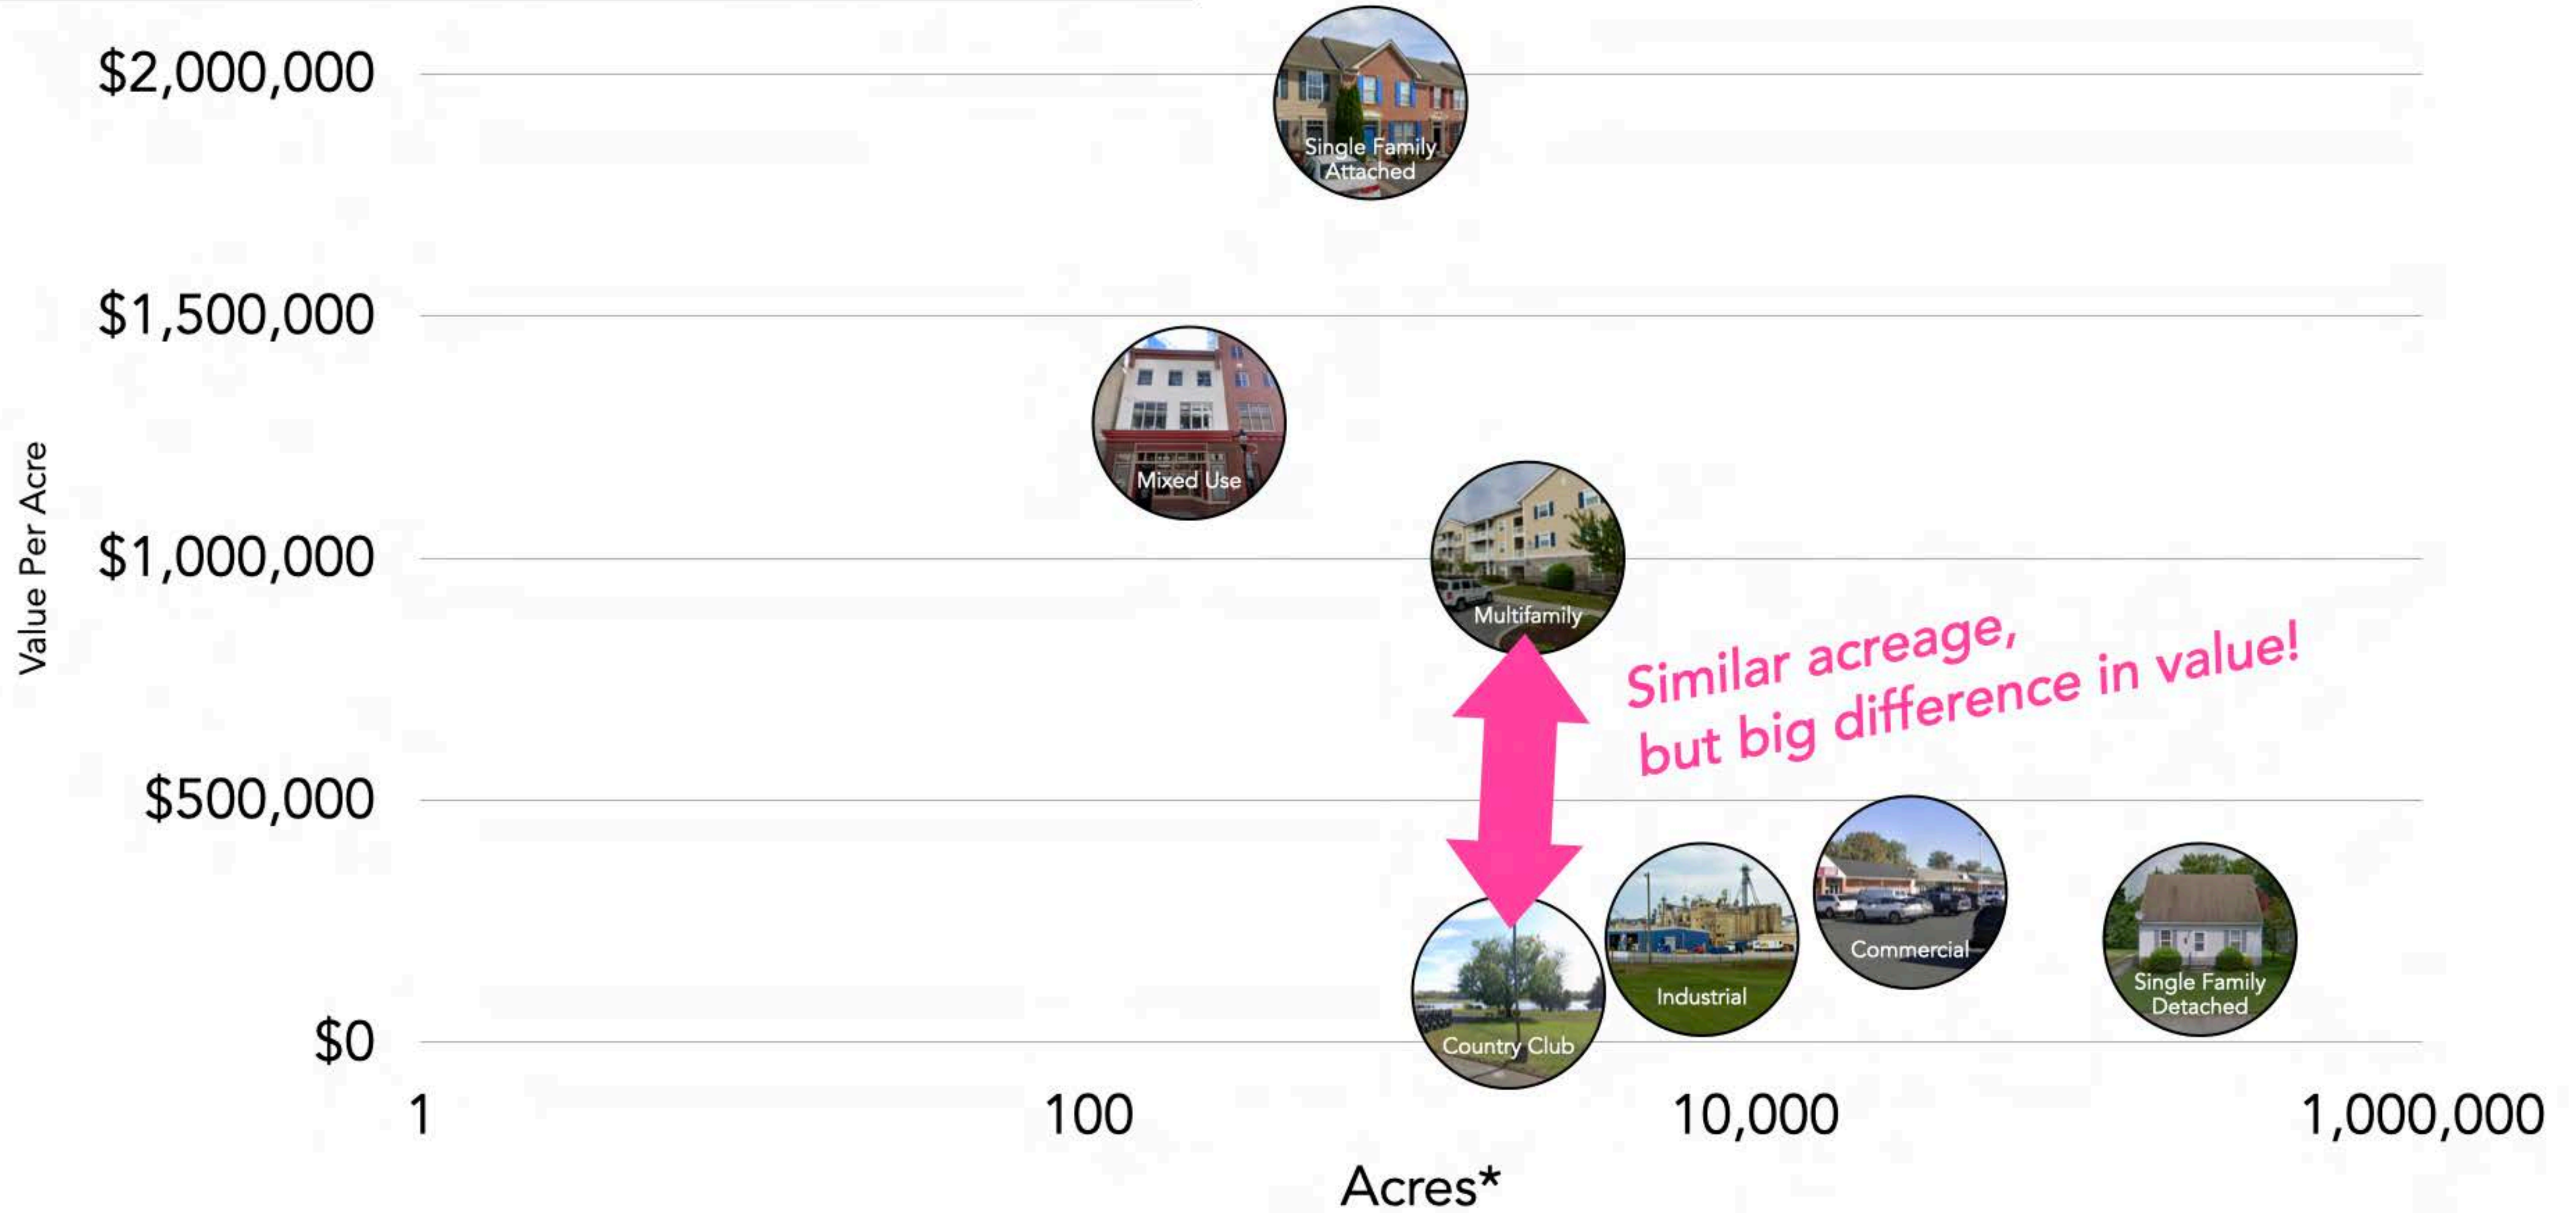 $2,000,000
Single Family
Attached
$1,500,000
Mixed Use
Value Per Acre
$1,000,000
Multifamily
Similar acreage,
but big difference in value!
$500,000
Commercial
Industrial
Single Family
Detached
Country Club
$0
1
100
10,000
1,000,000
Acres*